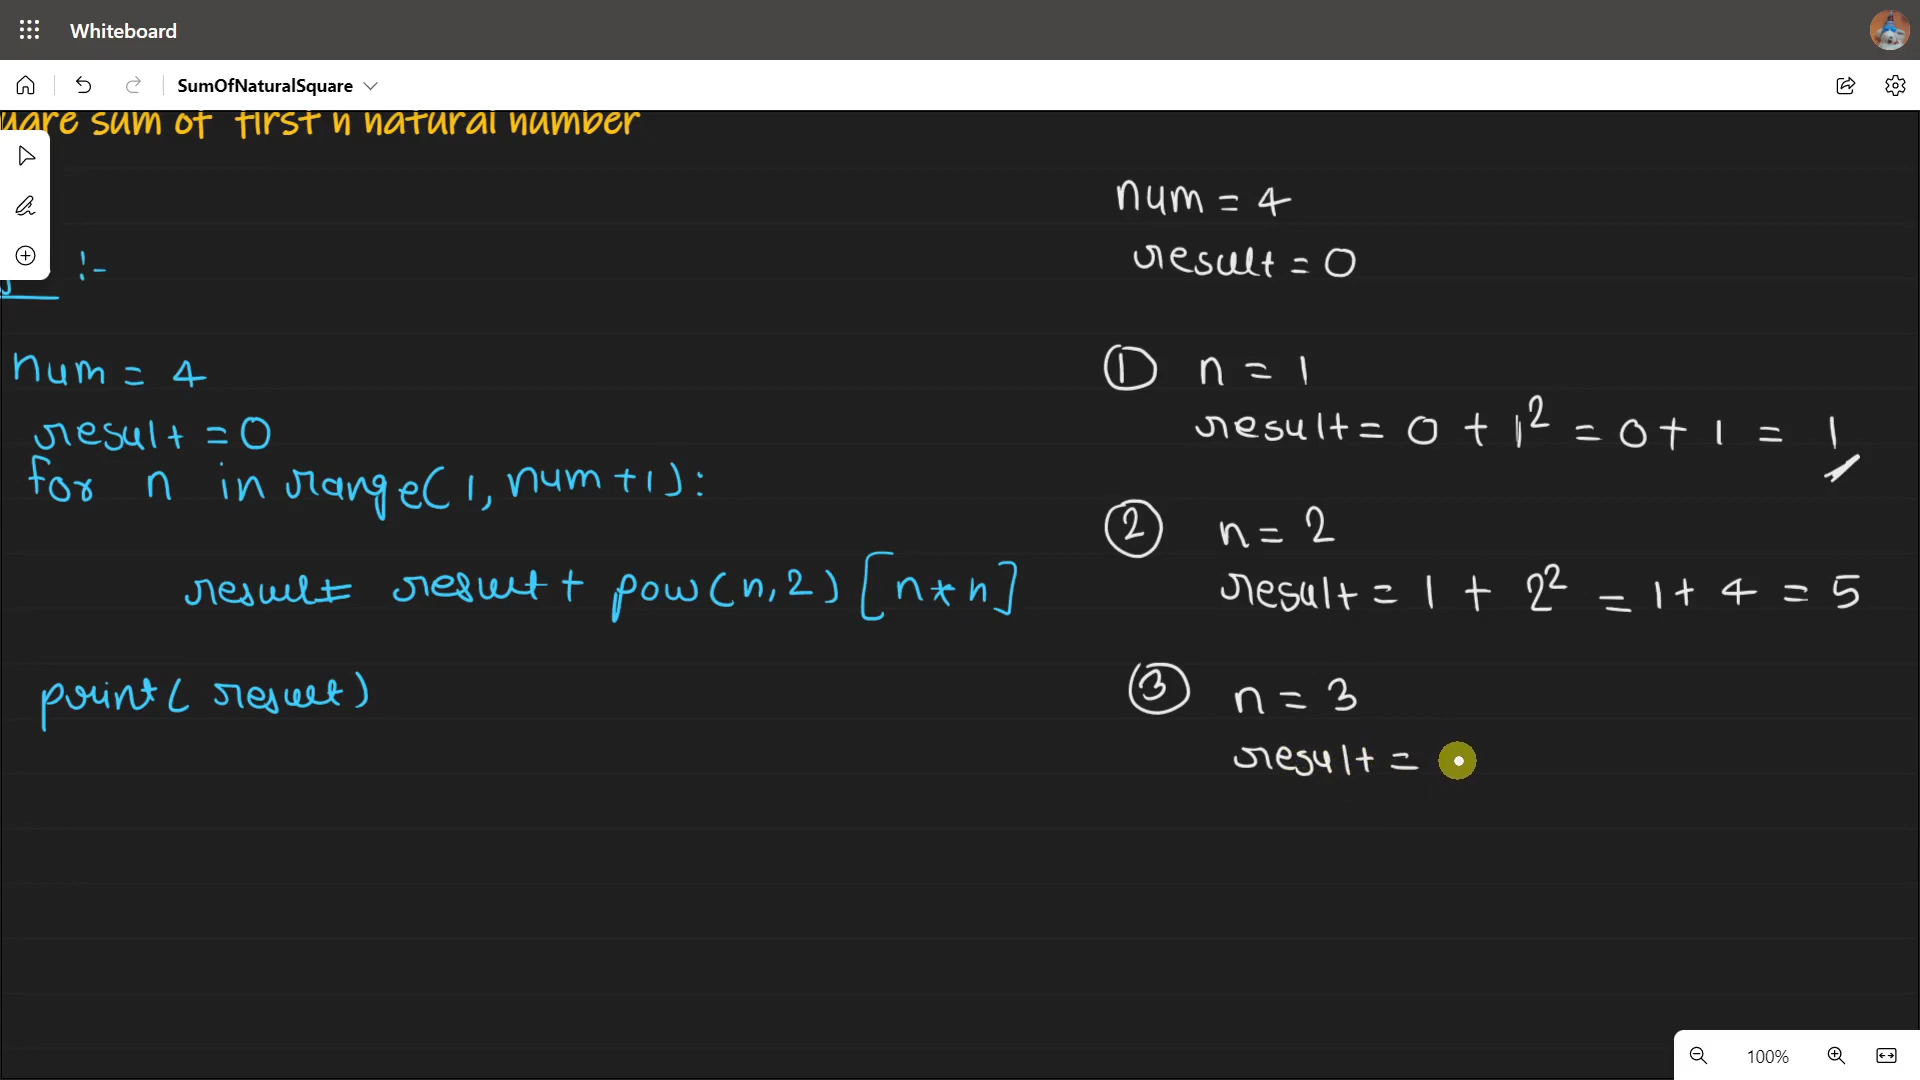 Whiteboard
SumOfNaturalSquare
sum of first n natural number
:-
num = 4
result = 0
for n in range(1, num+1):
result = result + pow(n,2) [n*n]
print( result)
num = 4
result = 0
① n = 1
result = 0 + 1² = 0 + 1 = 1
② n = 2
result = 1 + 2² = 1 + 4 = 5
③ n = 3
result =
100%